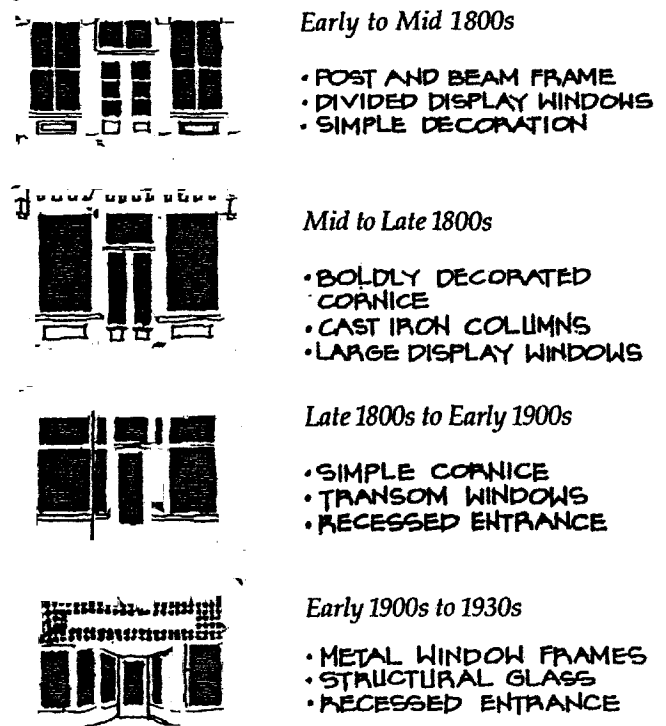 Early to Mid 1800s
• POST AND BEAM FRAME
• DIVIDED DISPLAY WINDOWS
• SIMPLE DECORATION
Mid to Late 1800s
• BOLDLY DECORATED
CORNICE
• CAST IRON COLUMNS
• LARGE DISPLAY WINDOWS
Late 1800s to Early 1900s
• SIMPLE CORNICE
• TRANSOM WINDOWS
• RECESSED ENTRANCE
Early 1900s to 1930s
• METAL WINDOW FRAMES
• STRUCTURAL GLASS
• RECESSED ENTRANCE